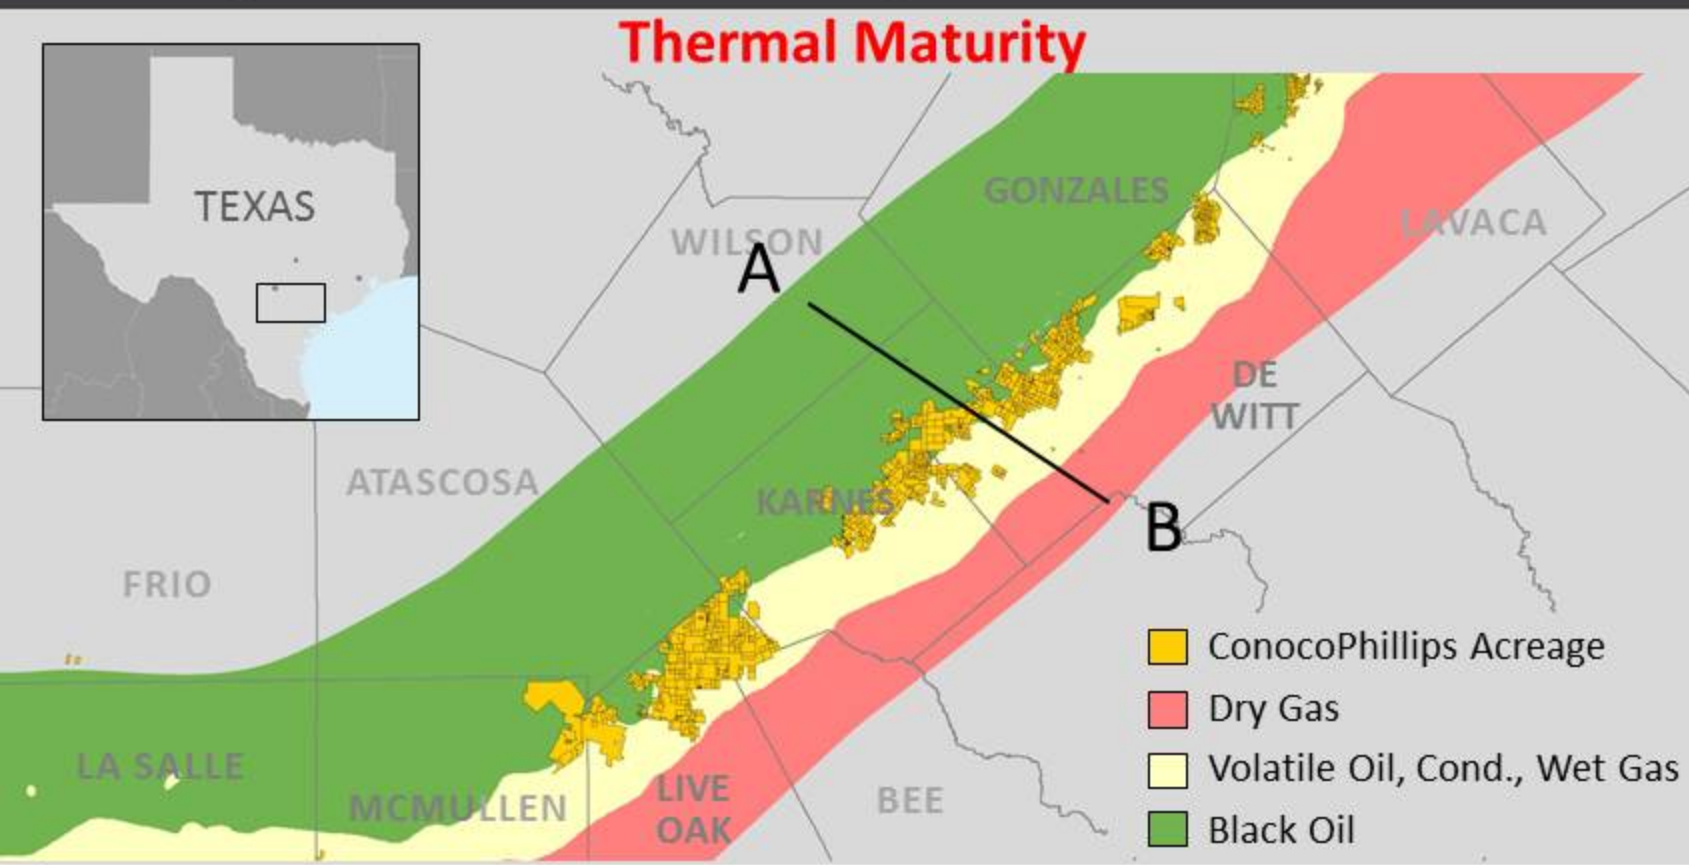 Thermal Maturity
TEXAS
GONZALES
LAVACA
WILSON
A
DE
WITT
ATASCOSA
KARNES
B
FRIO
ConocoPhillips Acreage
Dry Gas
Volatile Oil, Cond., Wet Gas
Black Oil
LA SALLE
MCMULLEN
LIVE
OAK
BEE